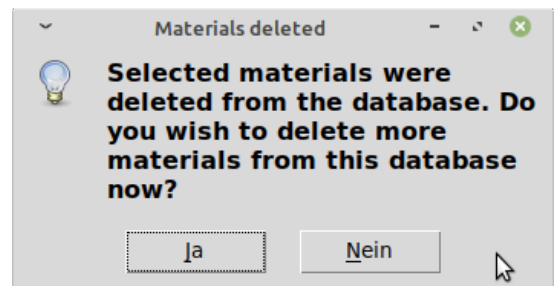 Materials deleted
Selected materials were
deleted from the database. Do
you wish to delete more
materials from this database
now?
Ja
Nein